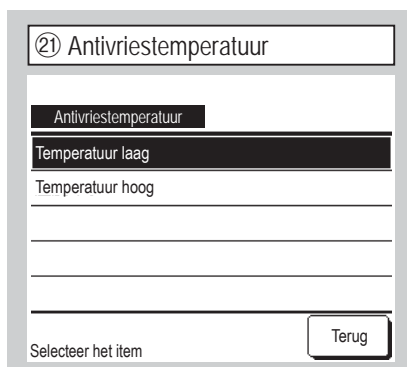 ㉑ Antivriestemperatuur
Antivriestemperatuur
Temperatuur laag
Temperatuur hoog
Selecteer het item
Terug